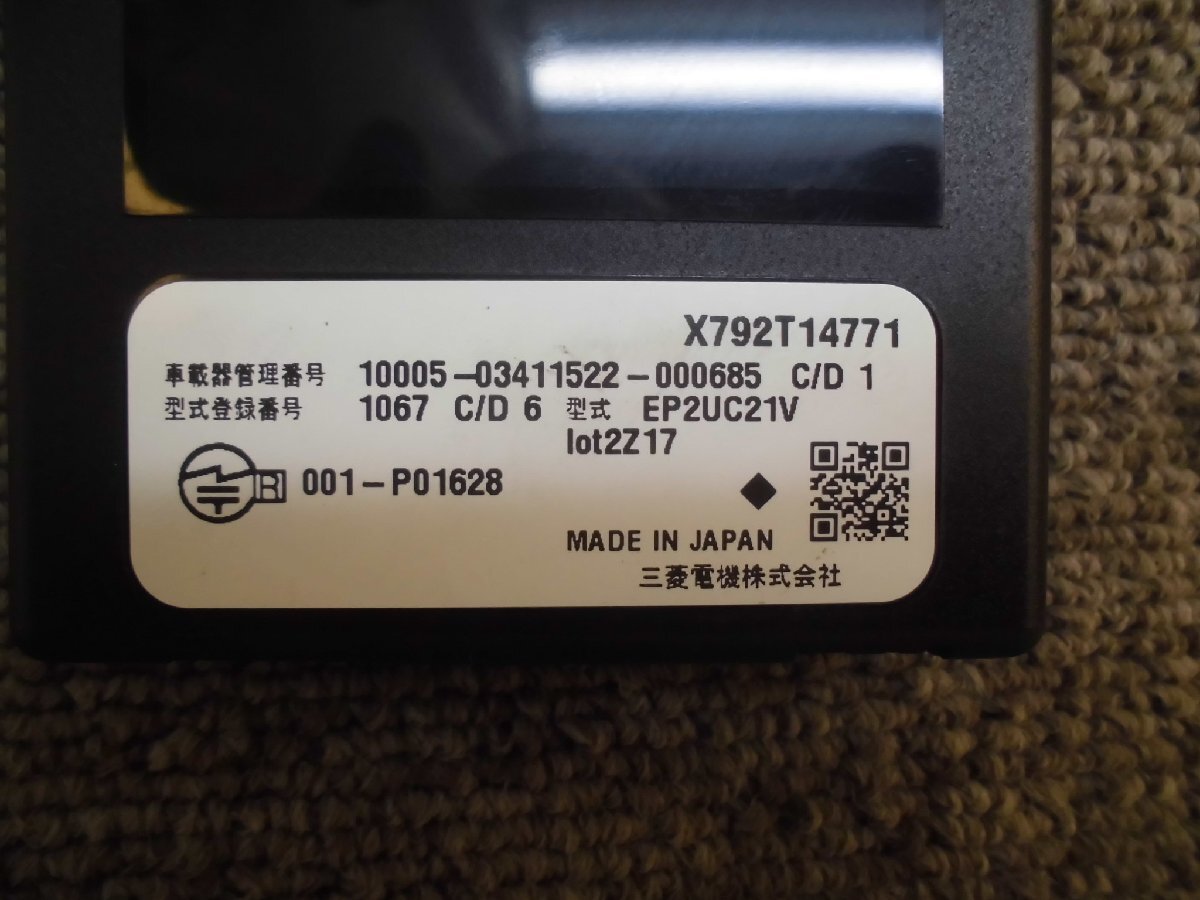 X792T14771
車載器管理番号 10005-03411522-000685 C/D 1
型式登録番号 1067 C/D 6 型式 EP2UC21V
lot2Z17
R 001-P01628
MADE IN JAPAN
三菱電機株式会社